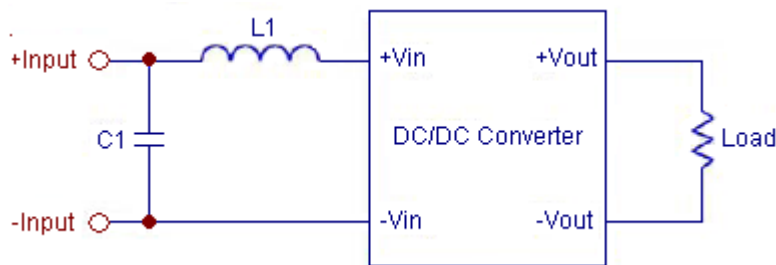 L1
+Input
+Vin
+Vout
C1
DC/DC Converter
Load
-Input
-Vin
-Vout